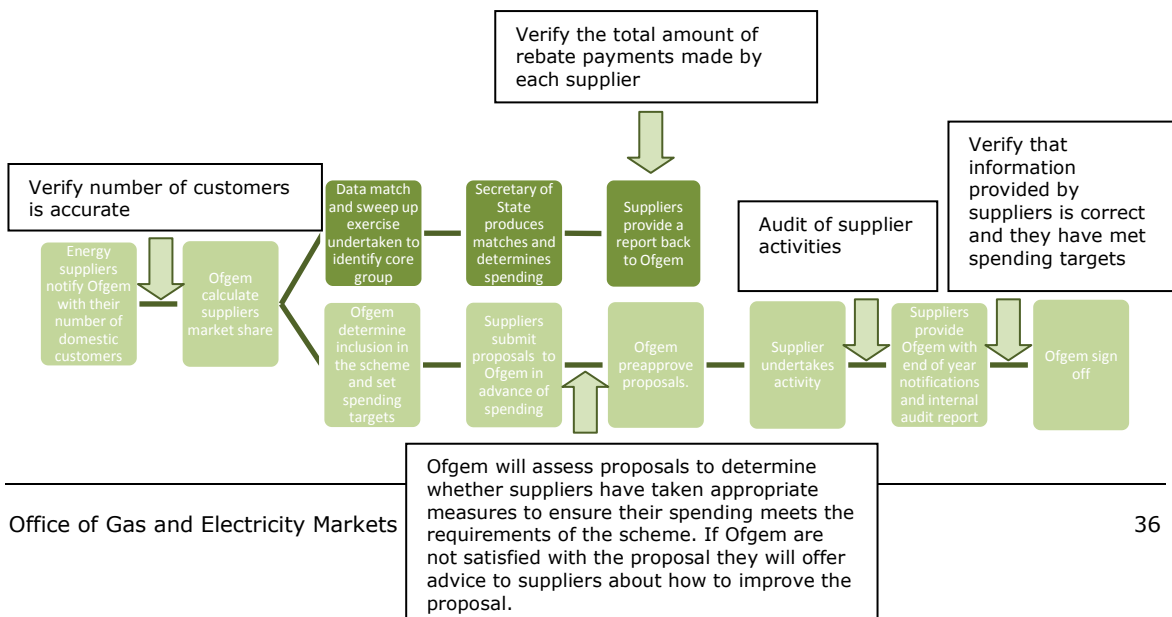 Verify the total amount of
rebate payments made by
each supplier
Verify that
information
provided by
suppliers is correct
and they have met
spending targets
Verify number of customers
is accurate
Audit of supplier
activities
Data match
and sweep up
exercise
undertaken to
identify core
group
Secretary of
State
produces
matches and
determines
spending
Suppliers
provide a
report back
to Ofgem
Energy
suppliers
notify Ofgem
with their
number of
domestic
customers
Ofgem
calculate
suppliers
market share
Ofgem
determine
inclusion in
the scheme
and set
spending
targets
Suppliers
submit
proposals to
Ofgem in
advance of
spending
Ofgem
preapprove
proposals.
Supplier
undertakes
activity
Suppliers
provide
Ofgem with
end of year
notifications
and internal
audit report
Ofgem sign
off
Ofgem will assess proposals to determine
whether suppliers have taken appropriate
measures to ensure their spending meets the
requirements of the scheme. If Ofgem are
not satisfied with the proposal they will offer
advice to suppliers about how to improve the
proposal.
Office of Gas and Electricity Markets
36